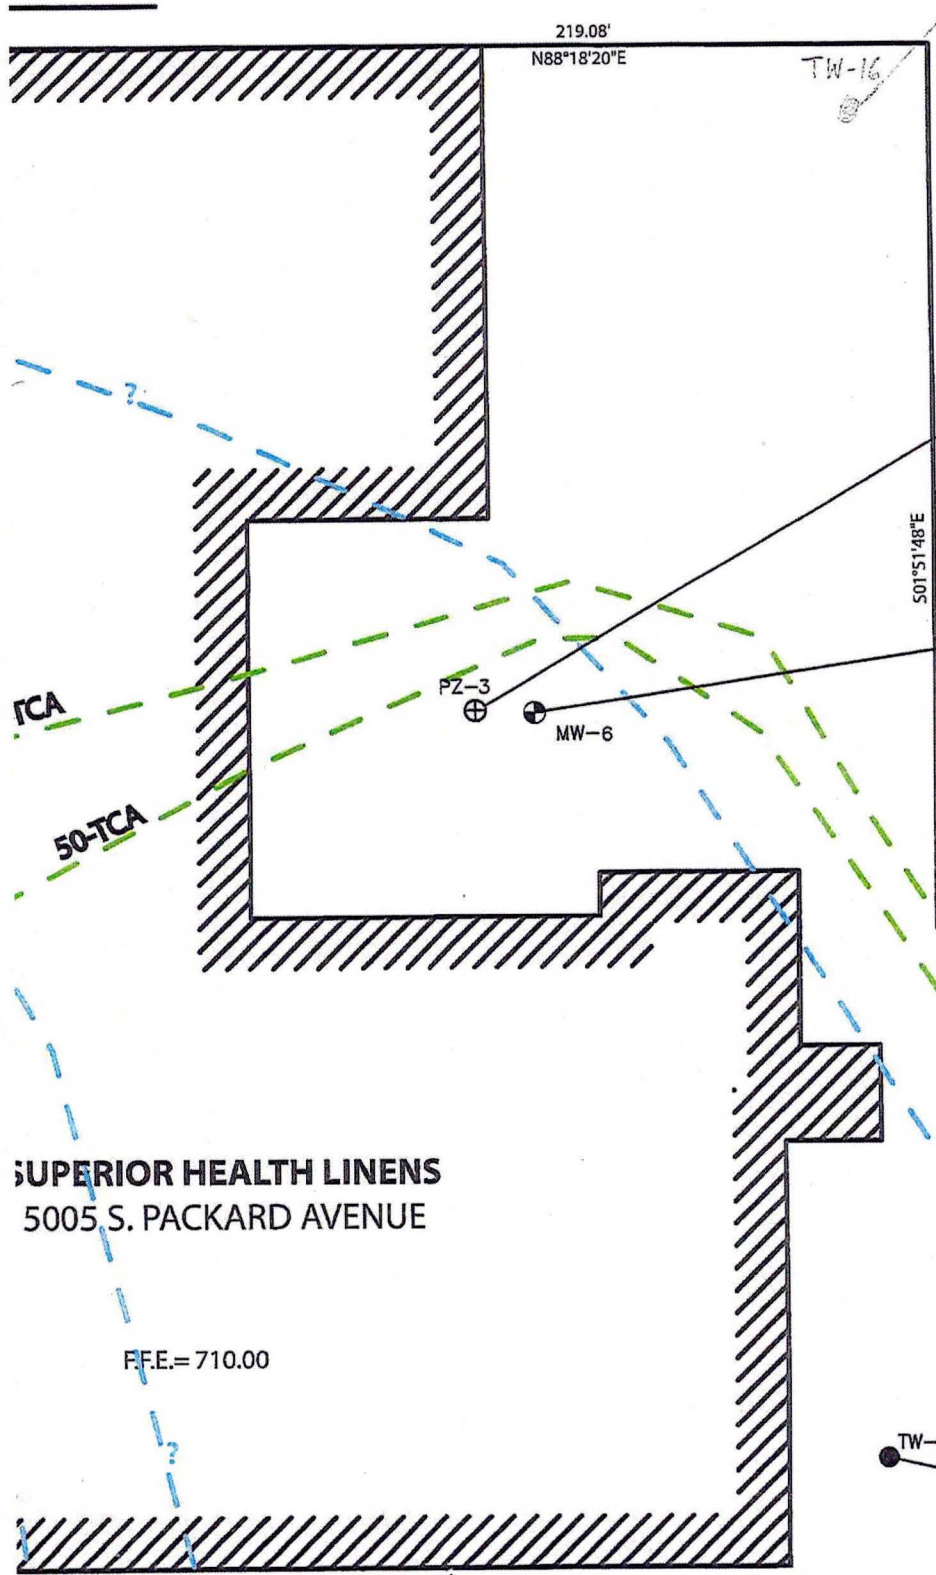 219.08'
N88°18'20"E
TW-16
?
S01°51'48"E
PZ-3
MW-6
TCA
50-TCA
SUPERIOR HEALTH LINENS
5005 S. PACKARD AVENUE
F.F.E.= 710.00
?
TW-